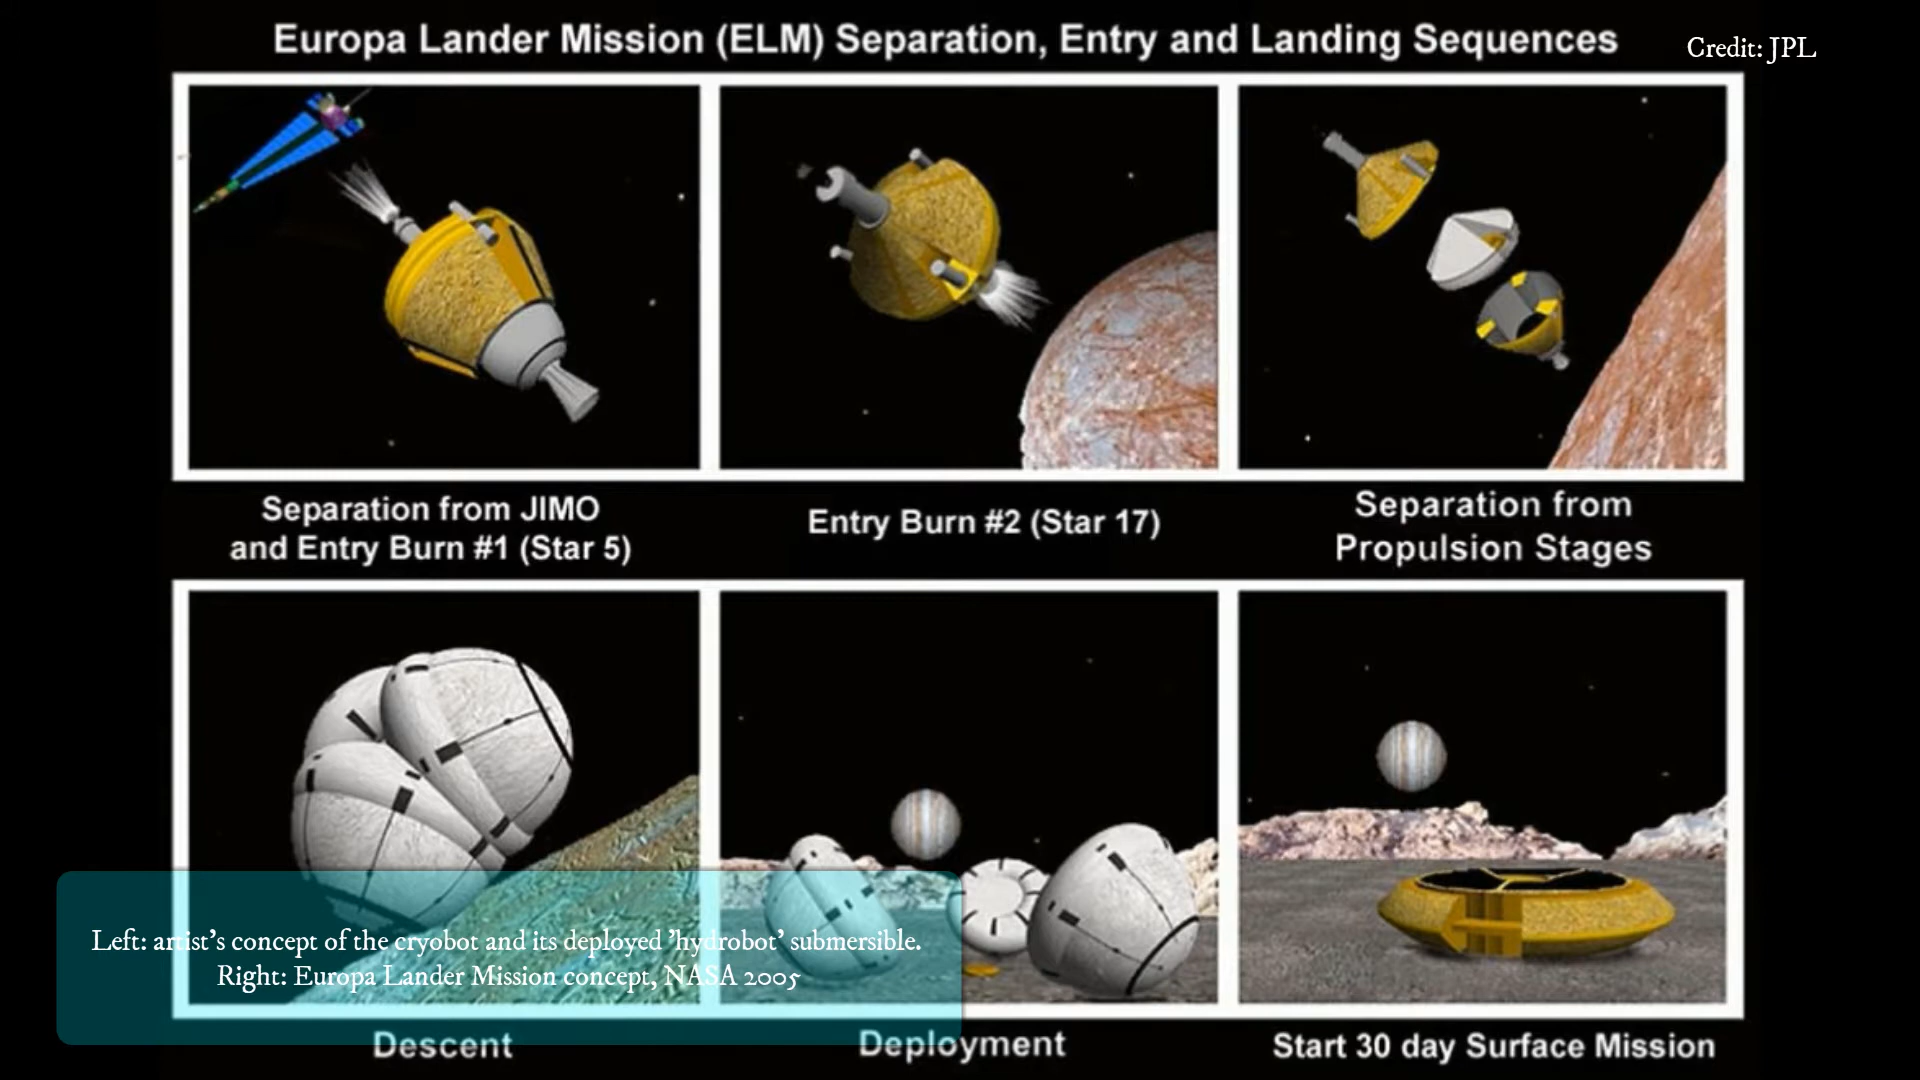 Europa Lander Mission (ELM) Separation, Entry and Landing Sequences
Credit: JPL
Separation from JIMO
and Entry Burn #1 (Star 5)
Entry Burn #2 (Star 17)
Separation from
Propulsion Stages
Left: artist's concept of the cryobot and its deployed 'hydrobot' submersible.
Right: Europa Lander Mission concept, NASA 2005
Descent
Deployment
Start 30 day Surface Mission